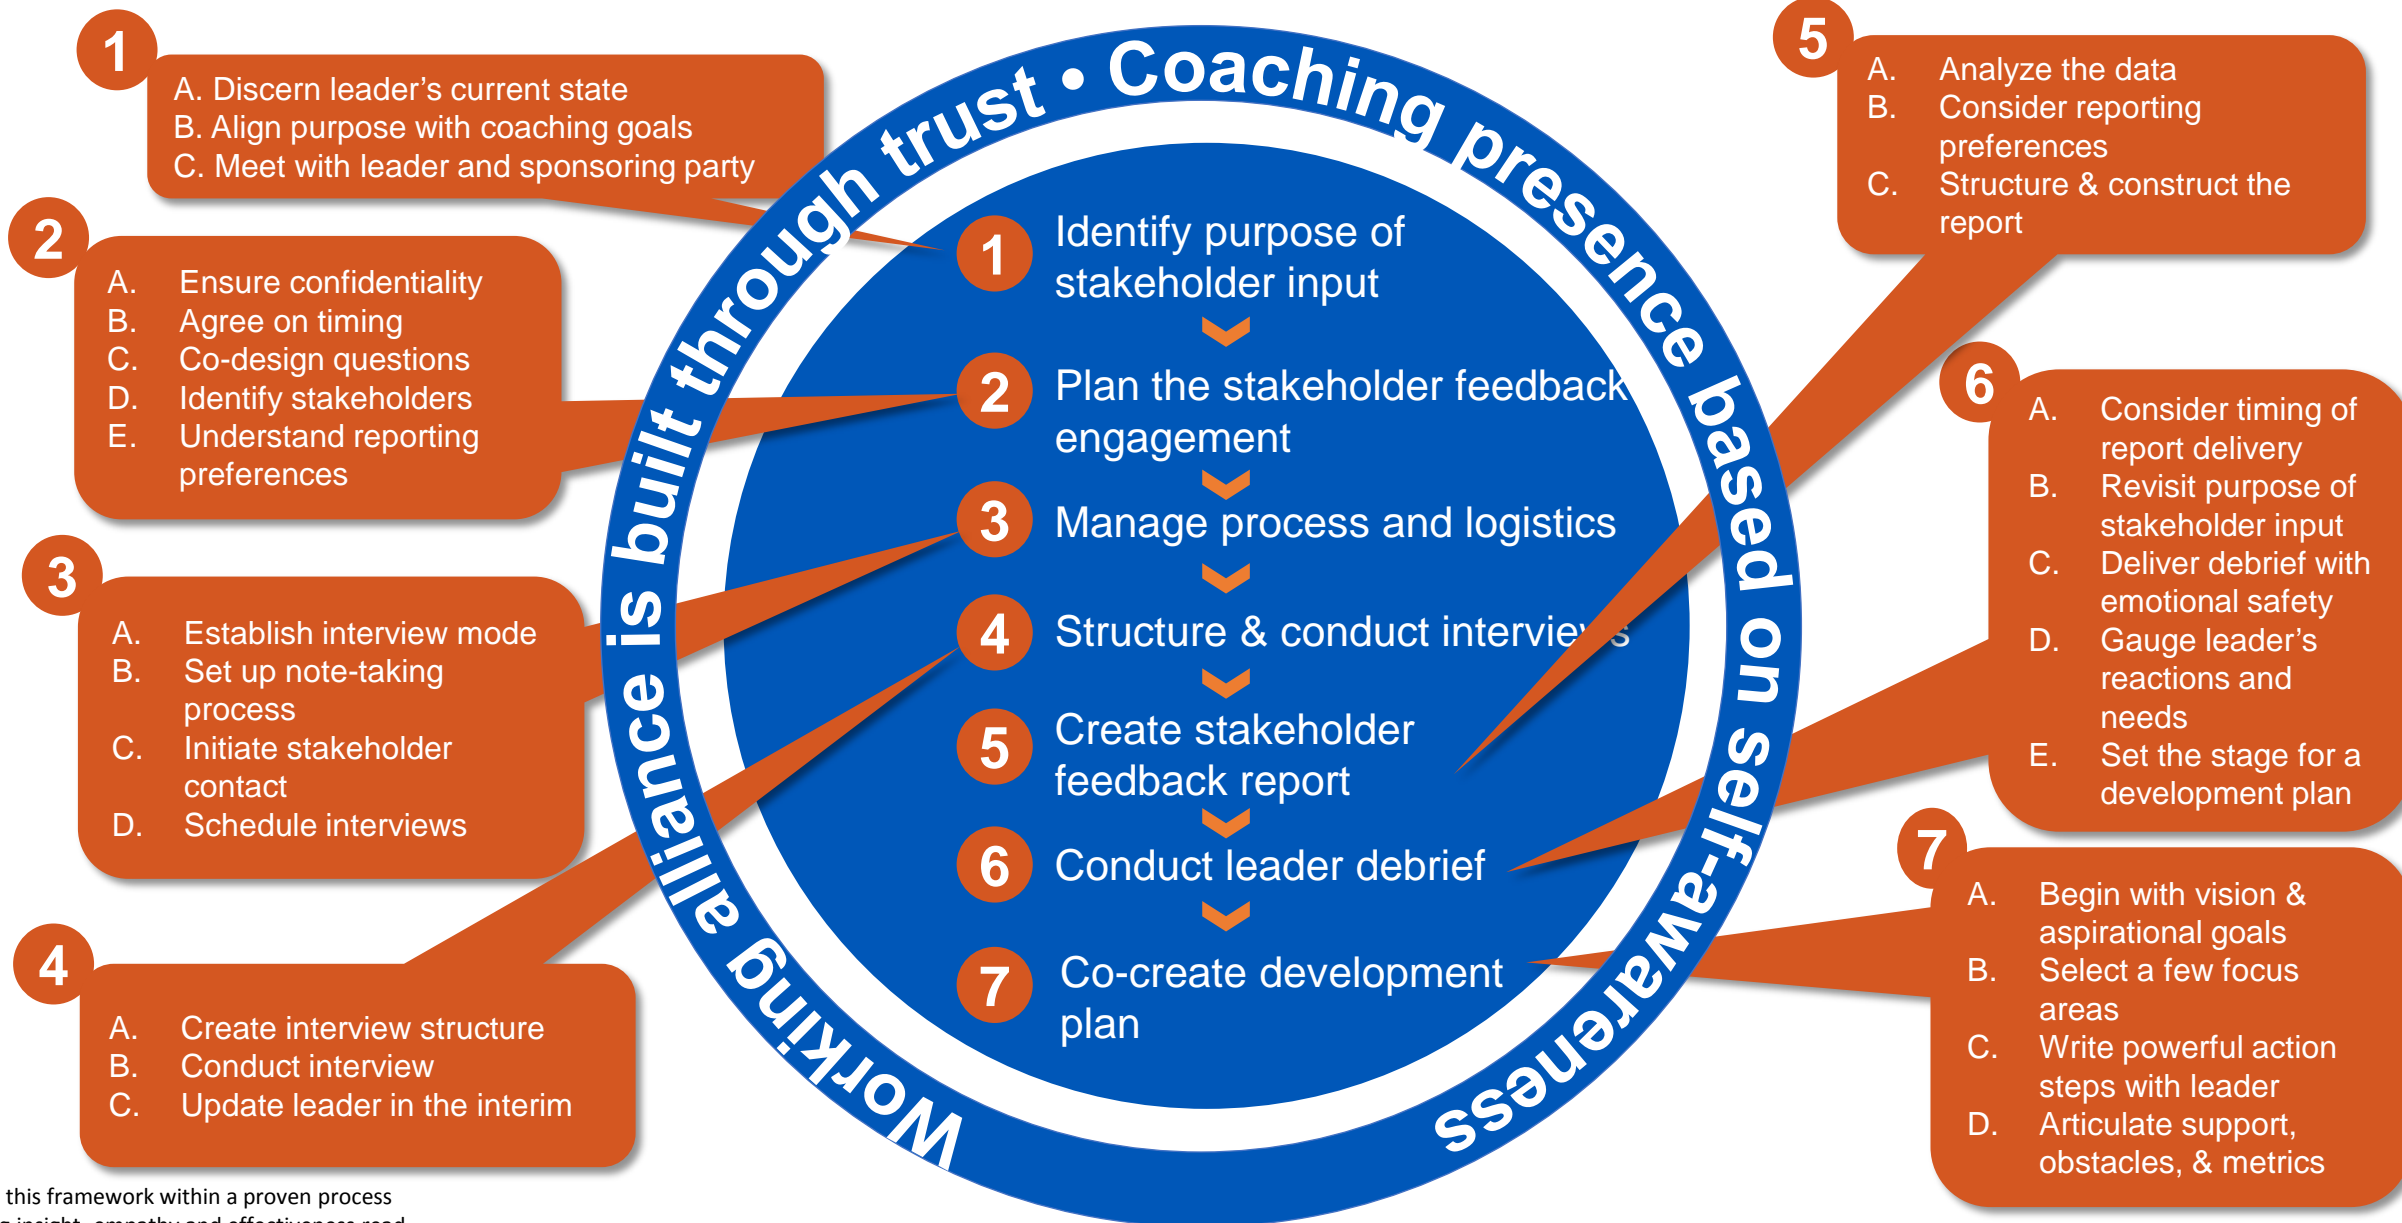 1
A. Discern leader’s current state
B. Align purpose with coaching goals
C. Meet with leader and sponsoring party
2
A. Ensure confidentiality
B. Agree on timing
C. Co-design questions
D. Identify stakeholders
E. Understand reporting
preferences
3
A. Establish interview mode
B. Set up note-taking
process
C. Initiate stakeholder
contact
D. Schedule interviews
4
A. Create interview structure
B. Conduct interview
C. Update leader in the interim
Working alliance is built through trust • Coaching presence based on self-awareness
1 Identify purpose of
stakeholder input
2 Plan the stakeholder feedback
engagement
3 Manage process and logistics
4 Structure & conduct interviews
5 Create stakeholder
feedback report
6 Conduct leader debrief
7 Co-create development
plan
5
A. Analyze the data
B. Consider reporting
preferences
C. Structure & construct the
report
6
A. Consider timing of
report delivery
B. Revisit purpose of
stakeholder input
C. Deliver debrief with
emotional safety
D. Gauge leader’s
reactions and
needs
E. Set the stage for a
development plan
7
A. Begin with vision &
aspirational goals
B. Select a few focus
areas
C. Write powerful action
steps with leader
D. Articulate support,
obstacles, & metrics
this framework within a proven process
insight, empathy and effectiveness read